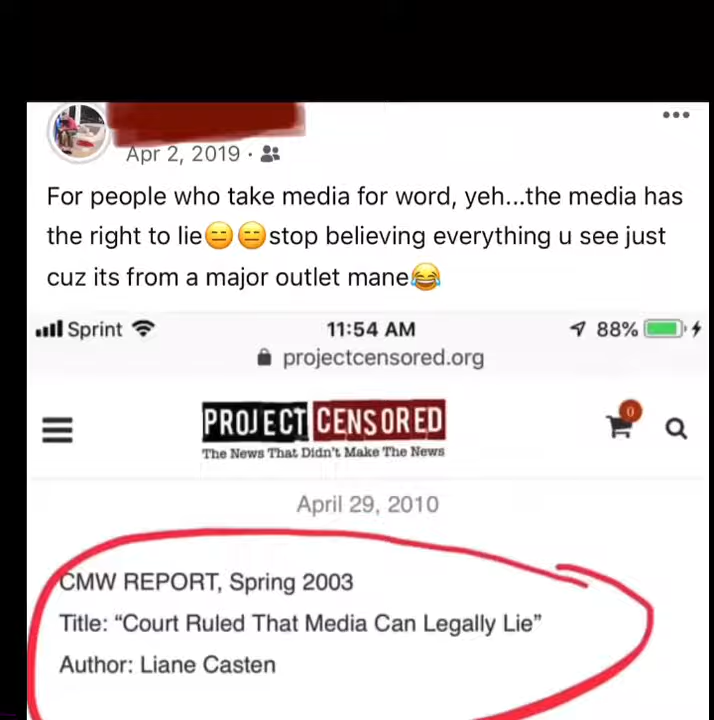 Apr 2, 2019 ·
For people who take media for word, yeh...the media has
the right to lie😑😑stop believing everything u see just
cuz its from a major outlet mane😂
Sprint 11:54 AM 88%
projectcensored.org
PROJECT CENSORED 0
The News That Didn't Make The News
April 29, 2010
CMW REPORT, Spring 2003
Title: “Court Ruled That Media Can Legally Lie”
Author: Liane Casten